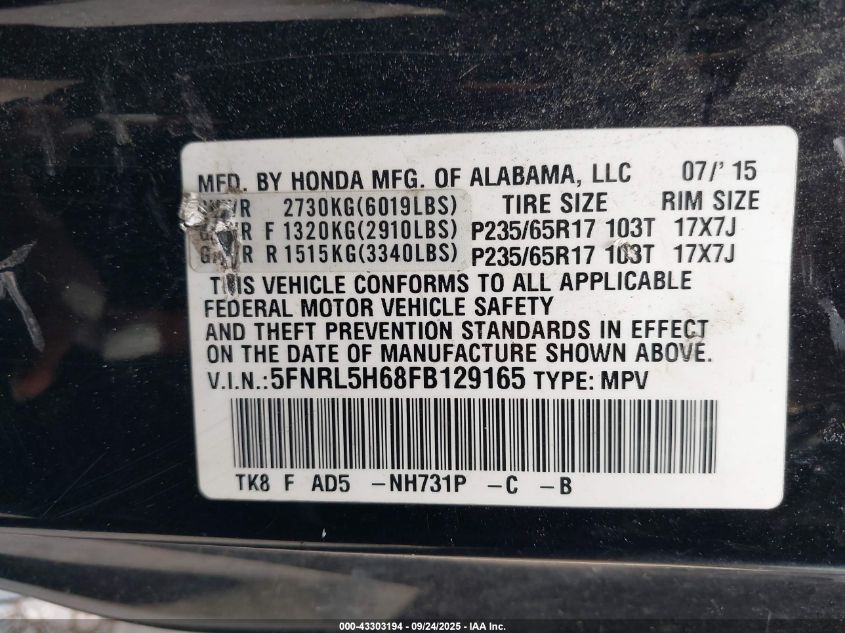 MFD. BY HONDA MFG. OF ALABAMA, LLC 07/' 15
2730KG(6019LBS) TIRE SIZE RIM SIZE
F 1320KG(2910LBS) P235/65R17 103T 17X7J
R 1515KG(3340LBS) P235/65R17 103T 17X7J
THIS VEHICLE CONFORMS TO ALL APPLICABLE
FEDERAL MOTOR VEHICLE SAFETY
AND THEFT PREVENTION STANDARDS IN EFFECT
ON THE DATE OF MANUFACTURE SHOWN ABOVE.
V.I.N.:5FNRL5H68FB129165 TYPE: MPV
TK8 F AD5 -NH731P -C -B
000-43303194 - 09/24/2025 - IAA Inc.